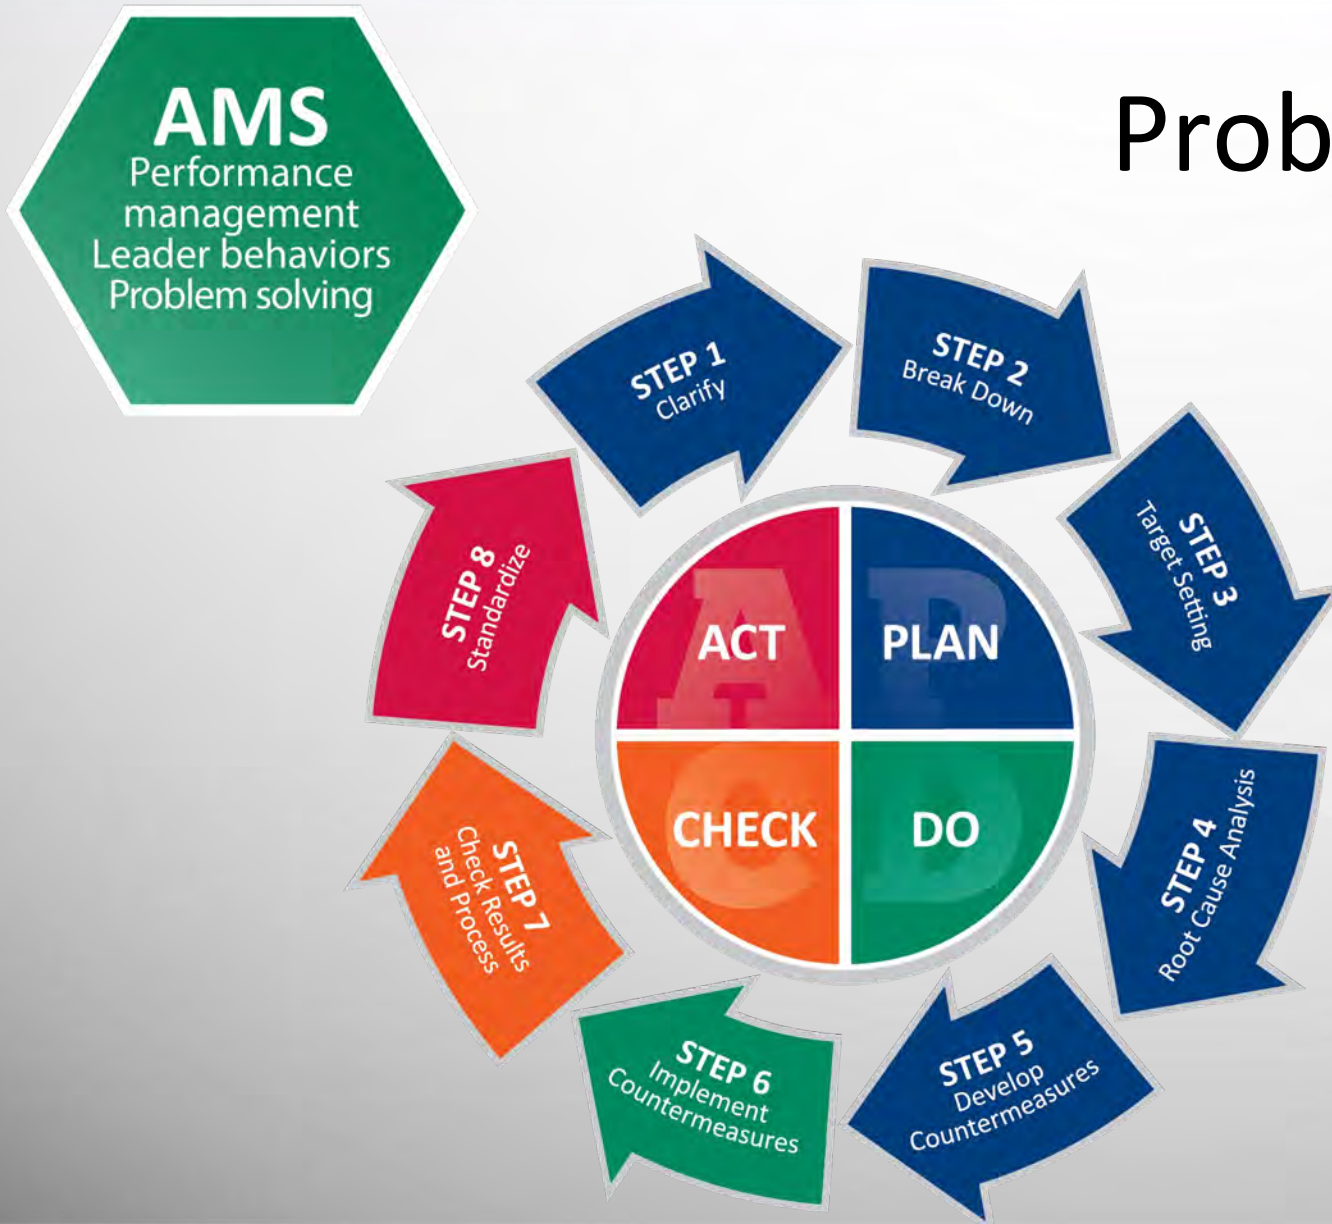 AMS
Performance
management
Leader behaviors
Problem solving
Prob
STEP 1
Clarify
STEP 2
Break Down
STEP 3
Target Setting
STEP 4
Root Cause Analysis
STEP 5
Develop
Countermeasures
STEP 6
Implement
Countermeasures
STEP 7
Check Results
and Process
STEP 8
Standardize
A
ACT
P
PLAN
C
CHECK
D
DO